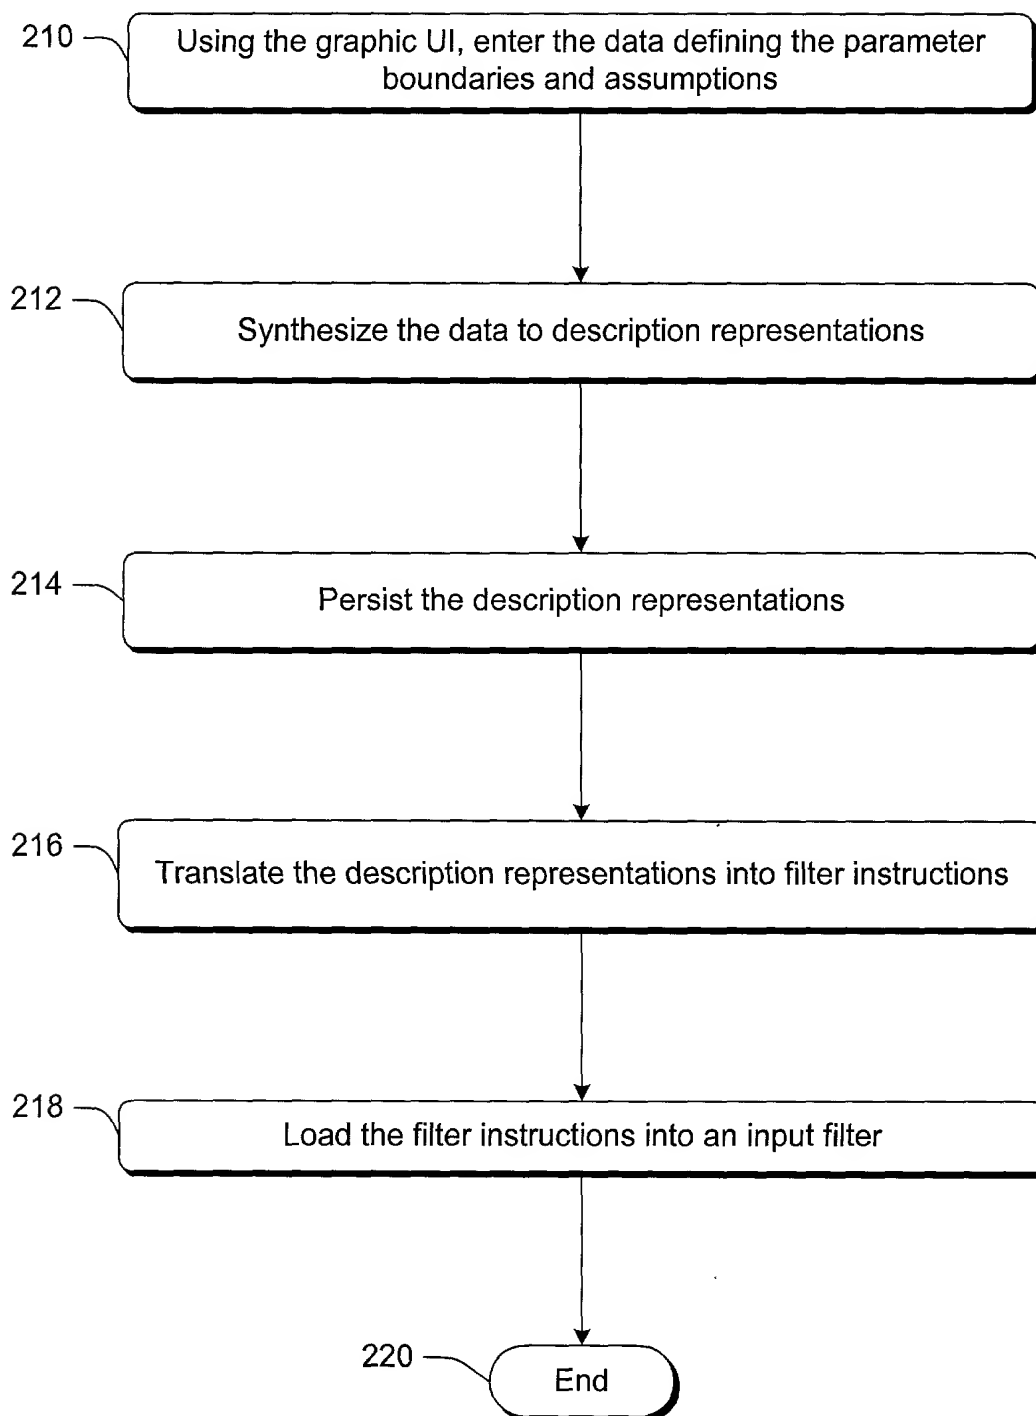 210
Using the graphic UI, enter the data defining the parameter
boundaries and assumptions
212
Synthesize the data to description representations
214
Persist the description representations
216
Translate the description representations into filter instructions
218
Load the filter instructions into an input filter
220
End